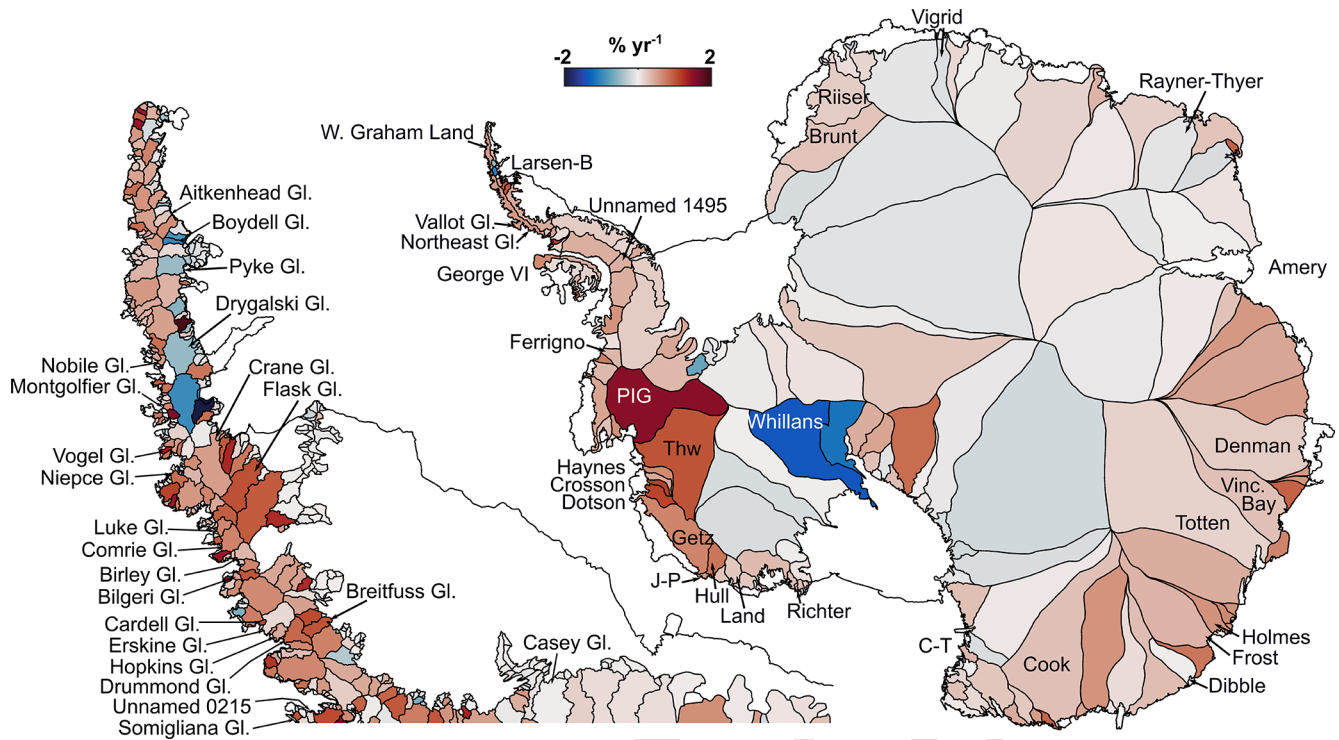 Vigrid
% yr-1
-2
2
Rayner-Thyer
Riiser
Brunt
W. Graham Land
Larsen-B
Aitkenhead Gl.
Unnamed 1495
Boydell Gl.
Vallot Gl.
Northeast Gl.
Pyke Gl.
George VI
Amery
Drygalski Gl.
Ferrigno
Nobile Gl.
Crane Gl.
Montgolfier Gl.
Flask Gl.
PIG
Whillans
Thw
Denman
Vogel Gl.
Haynes
Niepce Gl.
Crosson
Vinc.
Dotson
Bay
Totten
Luke Gl.
Getz
Comrie Gl.
Birley Gl.
J-P
Bilgeri Gl.
Hull
Breitfuss Gl.
Land
Richter
Cardell Gl.
Holmes
Erskine Gl.
Casey Gl.
C-T
Frost
Hopkins Gl.
Cook
Drummond Gl.
Dibble
Unnamed 0215
Somigliana Gl.